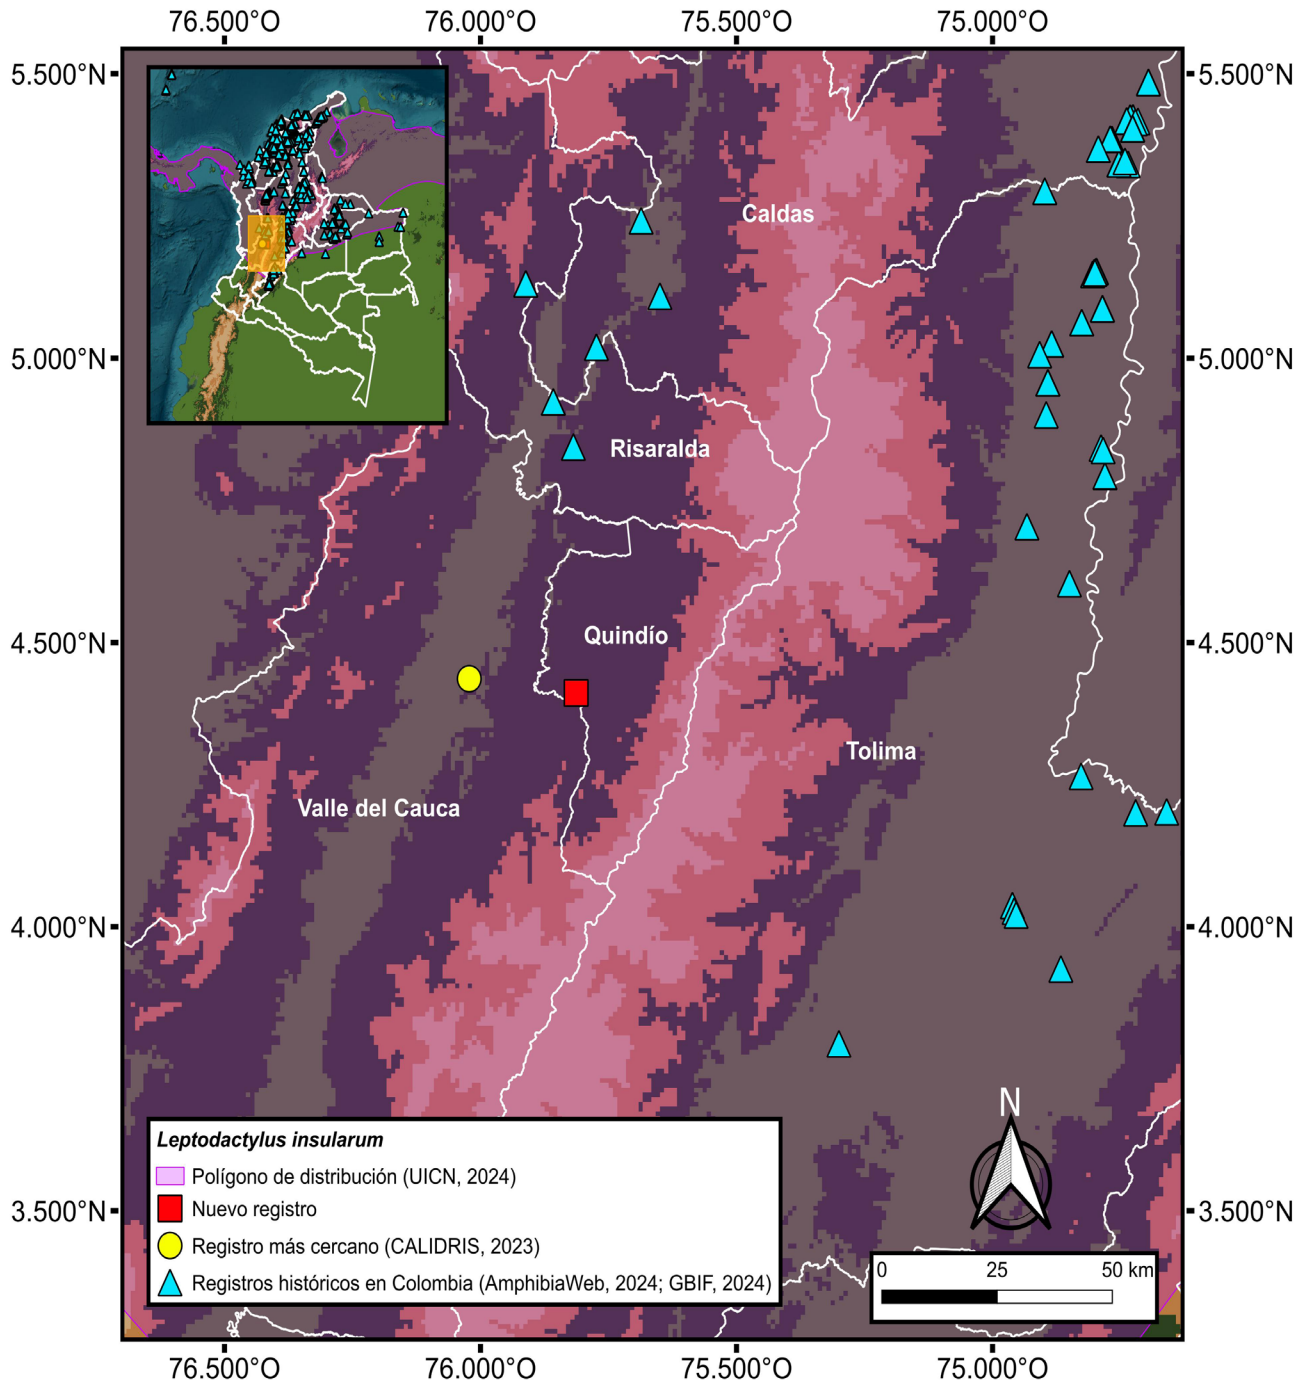 76.500°O 76.000°O 75.500°O 75.000°O
5.500°N 5.500°N
Caldas
5.000°N 5.000°N
Risaralda
4.500°N Quindío 4.500°N
Tolima
Valle del Cauca
4.000°N 4.000°N
N
Leptodactylus insularum
Polígono de distribución (UICN, 2024)
3.500°N Nuevo registro 3.500°N
Registro más cercano (CALIDRIS, 2023)
Registros históricos en Colombia (AmphibiaWeb, 2024; GBIF, 2024)
0 25 50 km
76.500°O 76.000°O 75.500°O 75.000°O